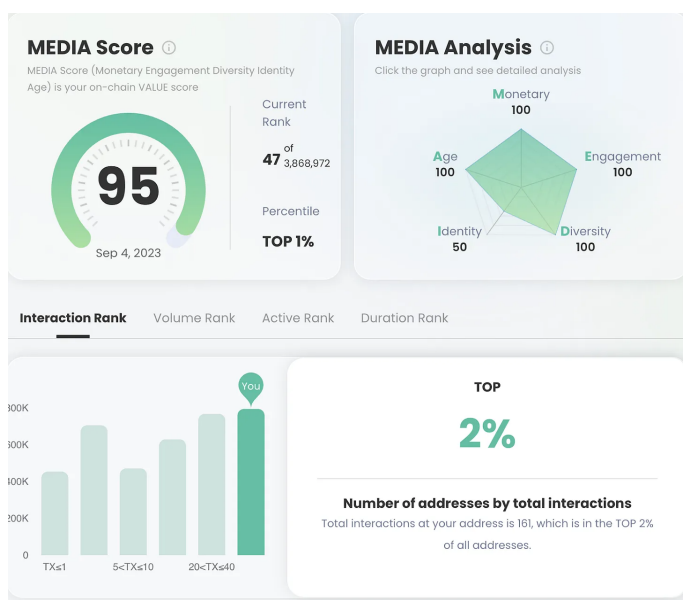 MEDIA Score
MEDIA Score (Monetary Engagement Diversity Identity
Age) is your on-chain VALUE score
95
Sep 4, 2023
Current
Rank
47 of
3,868,972
Percentile
TOP 1%
MEDIA Analysis
Click the graph and see detailed analysis
Monetary
100
Age
100
Engagement
100
Identity
50
Diversity
100
Interaction Rank Volume Rank Active Rank Duration Rank
You
600K
200K
0
TX≤1 5<TX≤10 20<TX≤40
TOP
2%
Number of addresses by total interactions
Total interactions at your address is 161, which is in the TOP 2%
of all addresses.